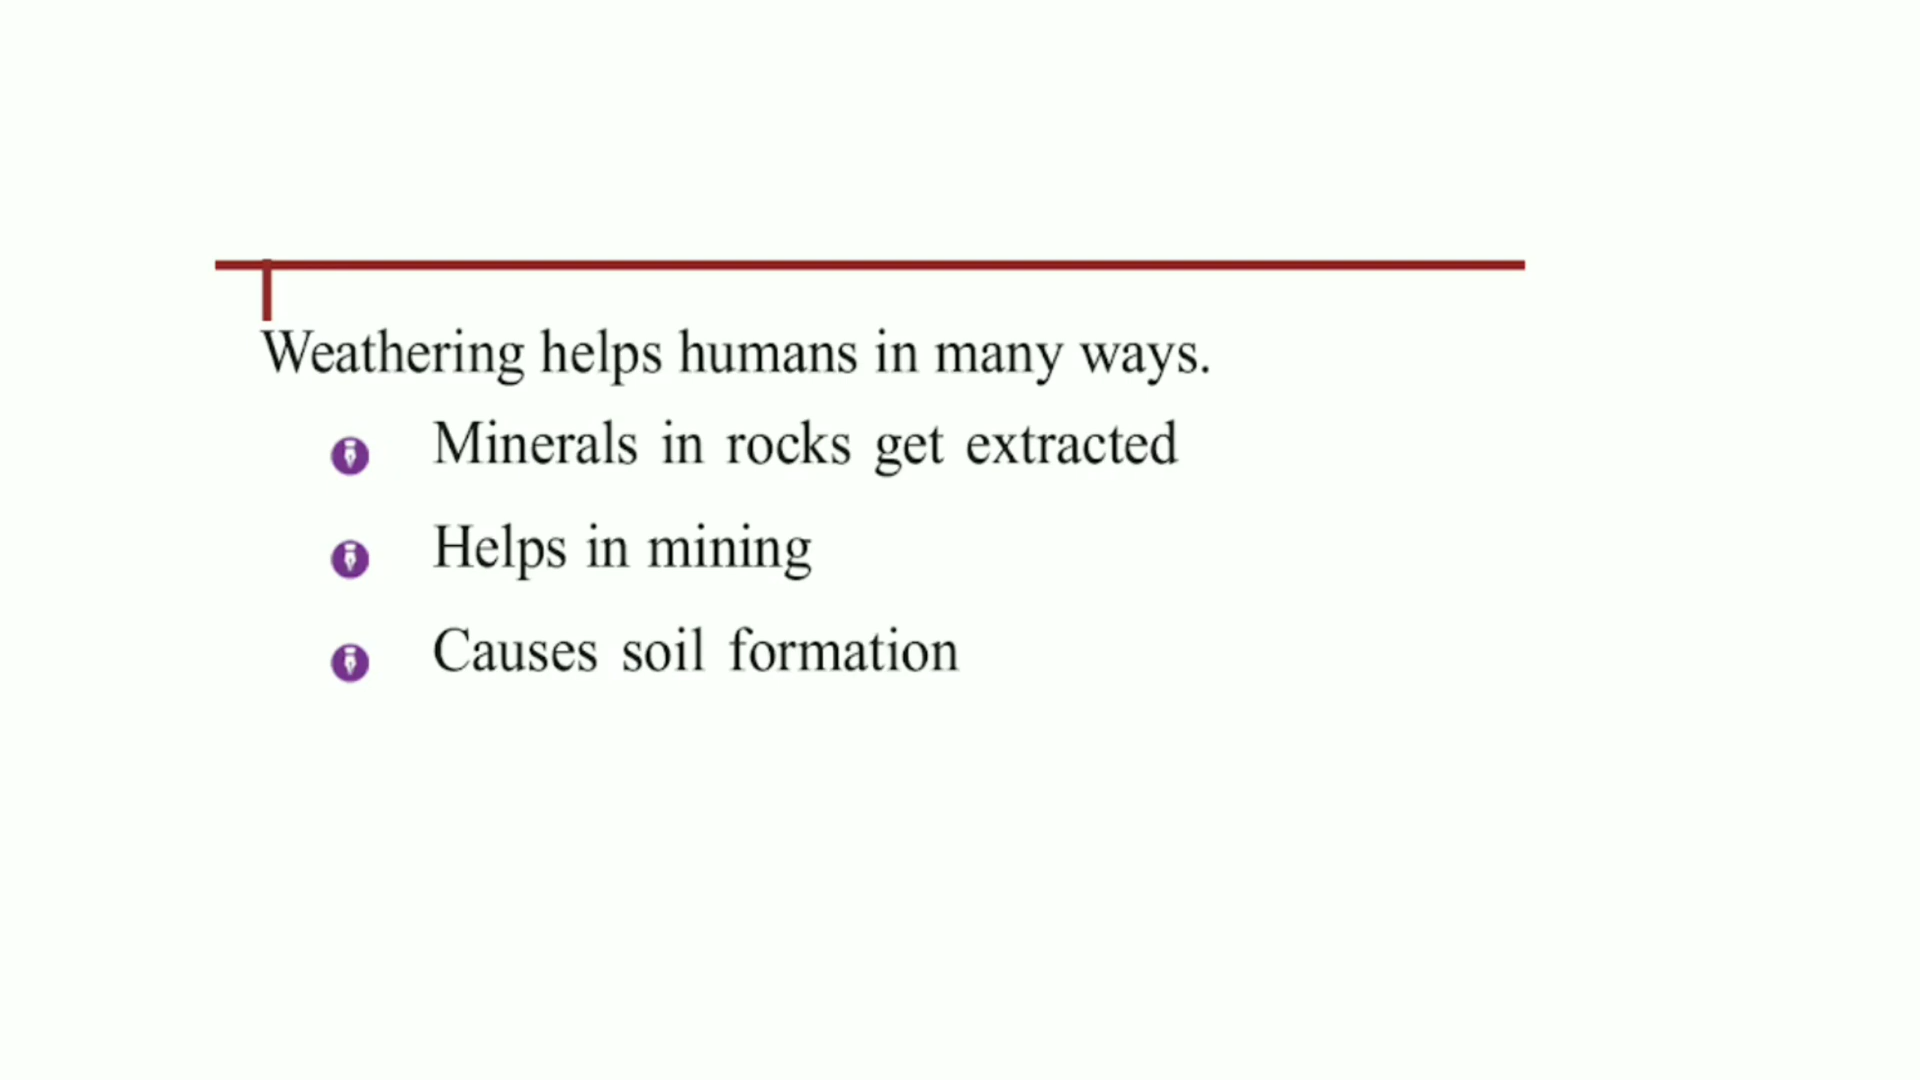 Weathering helps humans in many ways.
Minerals in rocks get extracted
Helps in mining
Causes soil formation